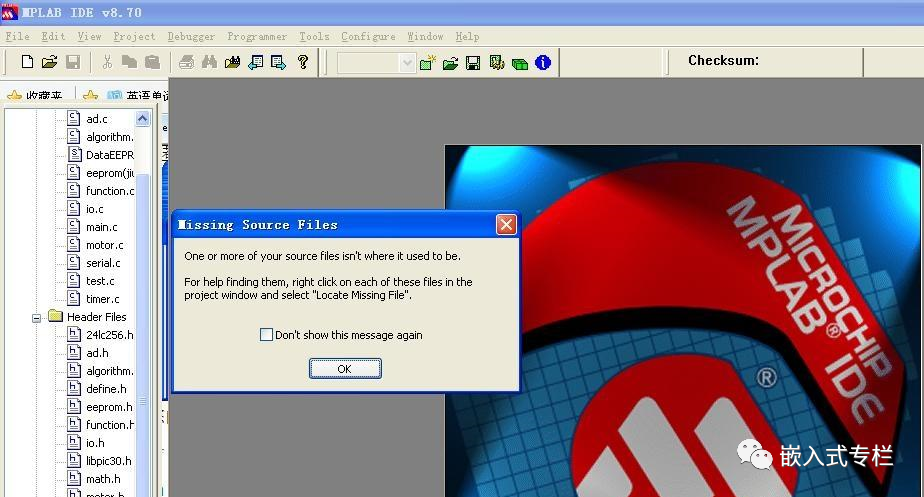 MPLAB IDE v8.70
File Edit View Project Debugger Programmer Tools Configure Window Help
Checksum:
收藏夹 英语单词
ad.c
algorithm.
DataEEPR
eeprom(jiu
function.c
io.c
main.c
motor.c
serial.c
test.c
timer.c
Header Files
24lc256.h
ad.h
algorithm.
define.h
eeprom.h
function.h
io.h
libpic30.h
math.h
motor.h
Missing Source Files
One or more of your source files isn't where it used to be.
For help finding them, right click on each of these files in the
project window and select "Locate Missing File".
Don't show this message again
OK
MICROCHIP
MPLAB® IDE
®
嵌入式专栏